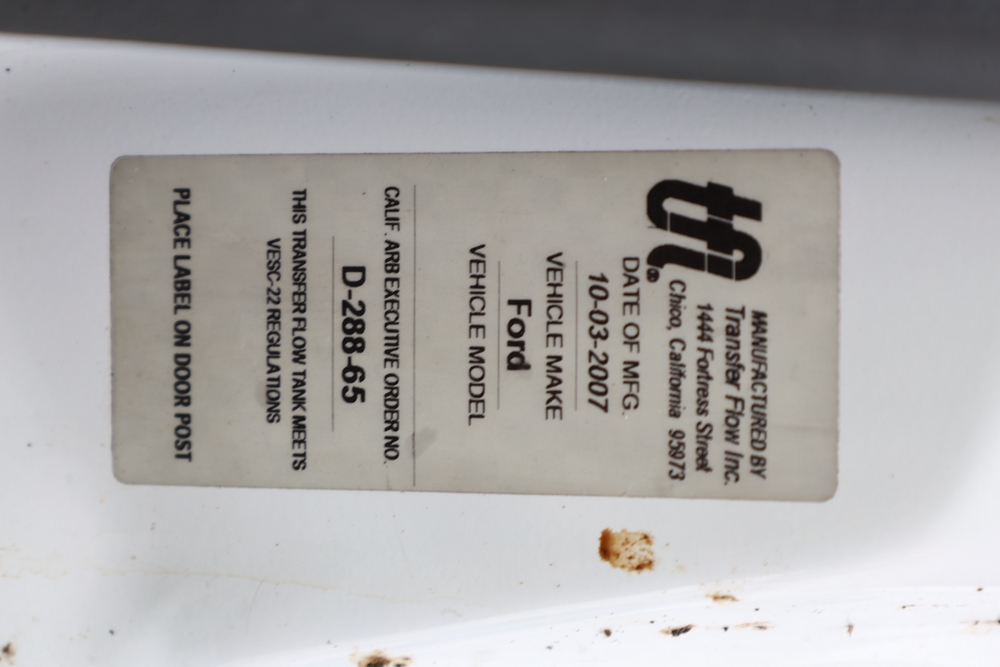 tfi®
MANUFACTURED BY
Transfer Flow Inc.
1444 Fortress Street
Chico, California 95973
DATE OF MFG.
10-03-2007
VEHICLE MAKE
Ford
VEHICLE MODEL
CALIF. ARB EXECUTIVE ORDER NO.
D-288-65
THIS TRANSFER FLOW TANK MEETS
VESC-22 REGULATIONS
PLACE LABEL ON DOOR POST